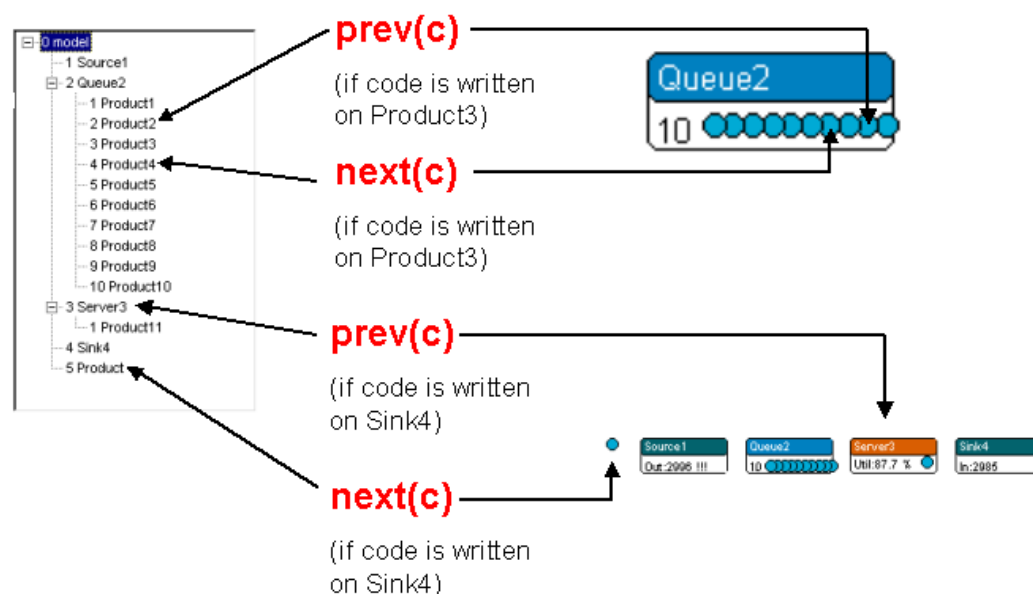 0 model
1 Source1
2 Queue2
1 Product1
2 Product2
3 Product3
4 Product4
5 Product5
6 Product6
7 Product7
8 Product8
9 Product9
10 Product10
3 Server3
1 Product11
4 Sink4
5 Product
prev(c)
(if code is written
on Product3)
next(c)
(if code is written
on Product3)
prev(c)
(if code is written
on Sink4)
next(c)
(if code is written
on Sink4)
Queue2
10
Source1
Out:2996 !!!
Queue2
10
Server3
Util:87.7 %
Sink4
In:2985